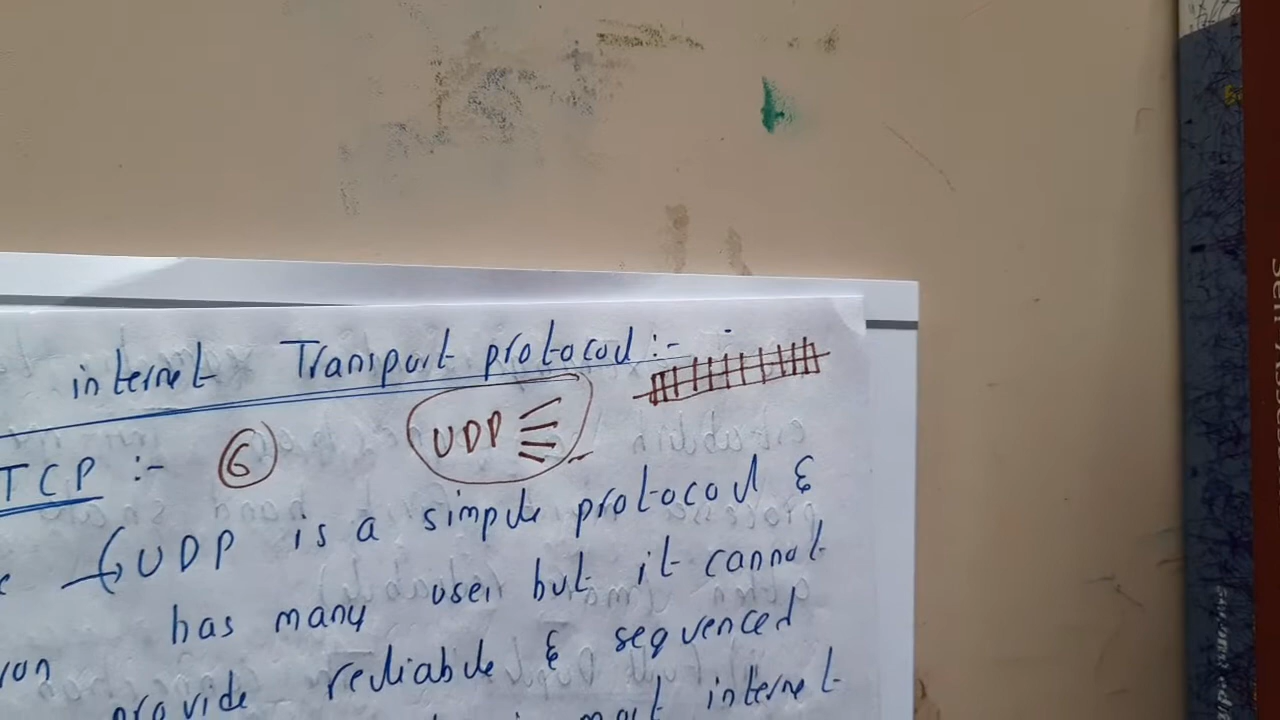 internet Transport protocol :-
TCP :- 6 UDP
UDP is a simple protocol &
has many user but it cannot
provide reliable & sequenced
internet